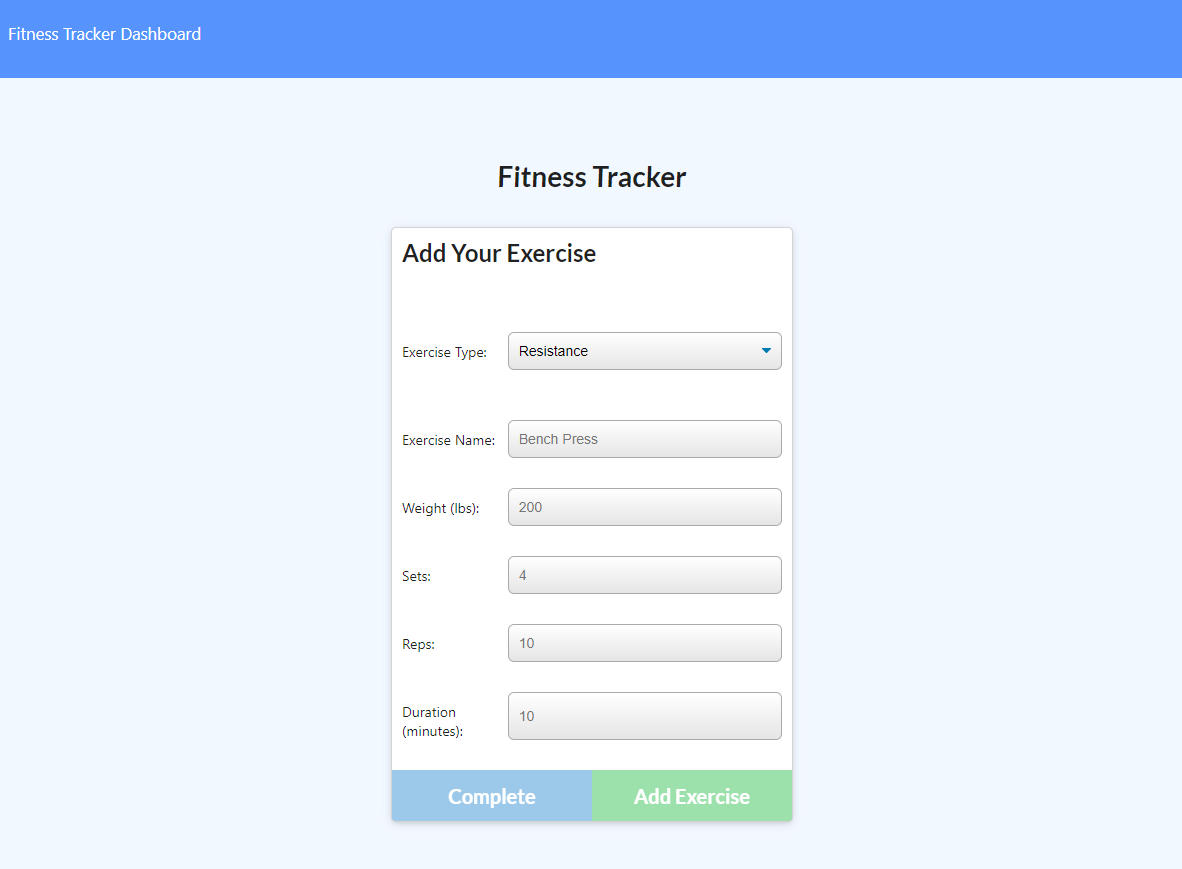 Fitness Tracker Dashboard
Fitness Tracker
Add Your Exercise
Exercise Type: Resistance
Exercise Name: Bench Press
Weight (lbs): 200
Sets: 4
Reps: 10
Duration
(minutes): 10
Complete Add Exercise